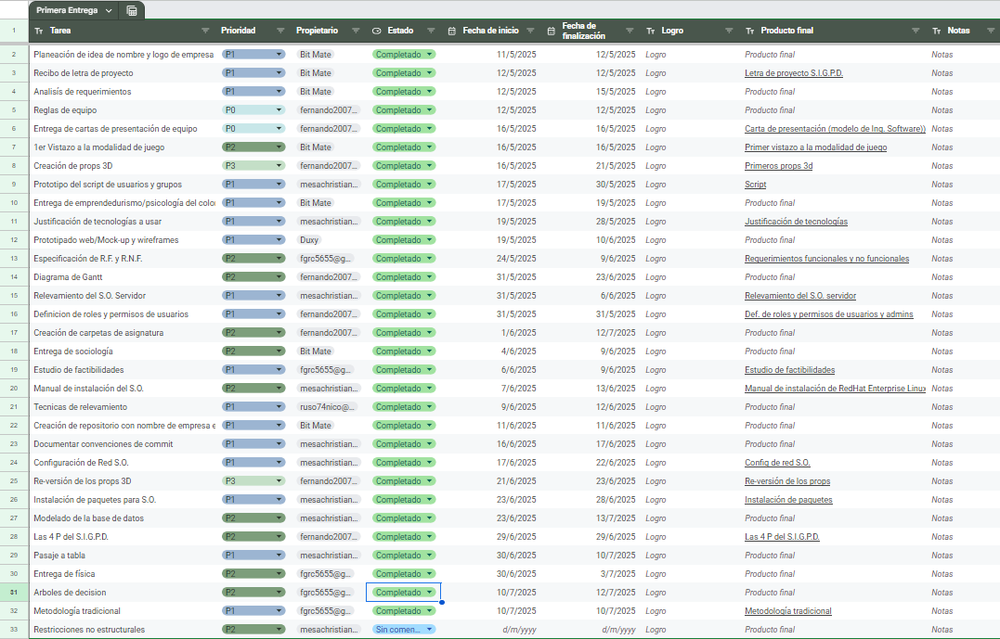 Primera Entrega
1 Tarea Prioridad Propietario Estado Fecha de inicio Fecha de finalización Logro Producto final Notas
2 Planeación de idea de nombre y logo de empresa P1 Bit Mate Completado 11/5/2025 12/5/2025 Logro Producto final Notas
3 Recibo de letra de proyecto P1 Bit Mate Completado 12/5/2025 12/5/2025 Logro Letra de proyecto S.I.G.P.D. Notas
4 Analisís de requerimientos P1 Bit Mate Completado 12/5/2025 15/5/2025 Logro Producto final Notas
5 Reglas de equipo P0 fernando2007... Completado 12/5/2025 12/5/2025 Logro Producto final Notas
6 Entrega de cartas de presentación de equipo P0 fernando2007... Completado 16/5/2025 16/5/2025 Logro Carta de presentación (modelo de Ing. Software)) Notas
7 1er Vistazo a la modalidad de juego P2 Bit Mate Completado 16/5/2025 16/5/2025 Logro Primer vistazo a la modalidad de juego Notas
8 Creación de props 3D P3 fernando2007... Completado 16/5/2025 21/5/2025 Logro Primeros props 3d Notas
9 Prototipo del script de usuarios y grupos P1 mesachristian... Completado 17/5/2025 30/5/2025 Logro Script Notas
10 Entrega de emprendedurismo/psicología del colo P1 Bit Mate Completado 17/5/2025 19/5/2025 Logro Producto final Notas
11 Justificación de tecnologías a usar P1 mesachristian... Completado 19/5/2025 28/5/2025 Logro Justificación de tecnologías Notas
12 Prototipado web/Mock-up y wireframes P1 Duxy Completado 19/5/2025 10/6/2025 Logro Producto final Notas
13 Especificación de R.F. y R.N.F. P2 fgrc5655@g... Completado 24/5/2025 9/6/2025 Logro Requerimientos funcionales y no funcionales Notas
14 Diagrama de Gantt P2 fernando2007... Completado 31/5/2025 23/6/2025 Logro Producto final Notas
15 Relevamiento del S.O. Servidor P1 mesachristian... Completado 31/5/2025 6/6/2025 Logro Relevamiento del S.O. servidor Notas
16 Definicion de roles y permisos de usuarios P1 fernando2007... Completado 31/5/2025 31/5/2025 Logro Def. de roles y permisos de usuarios y admins Notas
17 Creación de carpetas de asignatura P2 fernando2007... Completado 1/6/2025 12/7/2025 Logro Producto final Notas
18 Entrega de sociología P2 Bit Mate Completado 4/6/2025 9/6/2025 Logro Producto final Notas
19 Estudio de factibilidades P1 fgrc5655@g... Completado 6/6/2025 9/6/2025 Logro Estudio de factibilidades Notas
20 Manual de instalación del S.O. P2 mesachristian... Completado 7/6/2025 13/6/2025 Logro Manual de instalación de RedHat Enterprise Linux Notas
21 Tecnicas de relevamiento P1 ruso74nico@... Completado 9/6/2025 12/6/2025 Logro Producto final Notas
22 Creación de repositorio con nombre de empresa e P1 Bit Mate Completado 11/6/2025 11/6/2025 Logro Producto final Notas
23 Documentar convenciones de commit P1 mesachristian... Completado 16/6/2025 17/6/2025 Logro Producto final Notas
24 Configuración de Red S.O. P1 mesachristian... Completado 17/6/2025 22/6/2025 Logro Config de red S.O. Notas
25 Re-versión de los props 3D P3 fernando2007... Completado 21/6/2025 23/6/2025 Logro Re-versión de los props Notas
26 Instalación de paquetes para S.O. P1 mesachristian... Completado 23/6/2025 28/6/2025 Logro Instalación de paquetes Notas
27 Modelado de la base de datos P2 mesachristian... Completado 23/6/2025 13/7/2025 Logro Producto final Notas
28 Las 4 P del S.I.G.P.D. P2 fernando2007... Completado 29/6/2025 29/6/2025 Logro Las 4 P del S.I.G.P.D. Notas
29 Pasaje a tabla P1 mesachristian... Completado 30/6/2025 10/7/2025 Logro Producto final Notas
30 Entrega de física P2 fgrc5655@g... Completado 30/6/2025 3/7/2025 Logro Producto final Notas
31 Arboles de decision P2 fgrc5655@g... Completado 10/7/2025 12/7/2025 Logro Producto final Notas
32 Metodología tradicional P1 fgrc5655@g... Completado 10/7/2025 10/7/2025 Logro Metodología tradicional Notas
33 Restricciones no estructurales P2 mesachristian... Sin comen... d/m/yyyy d/m/yyyy Logro Producto final Notas